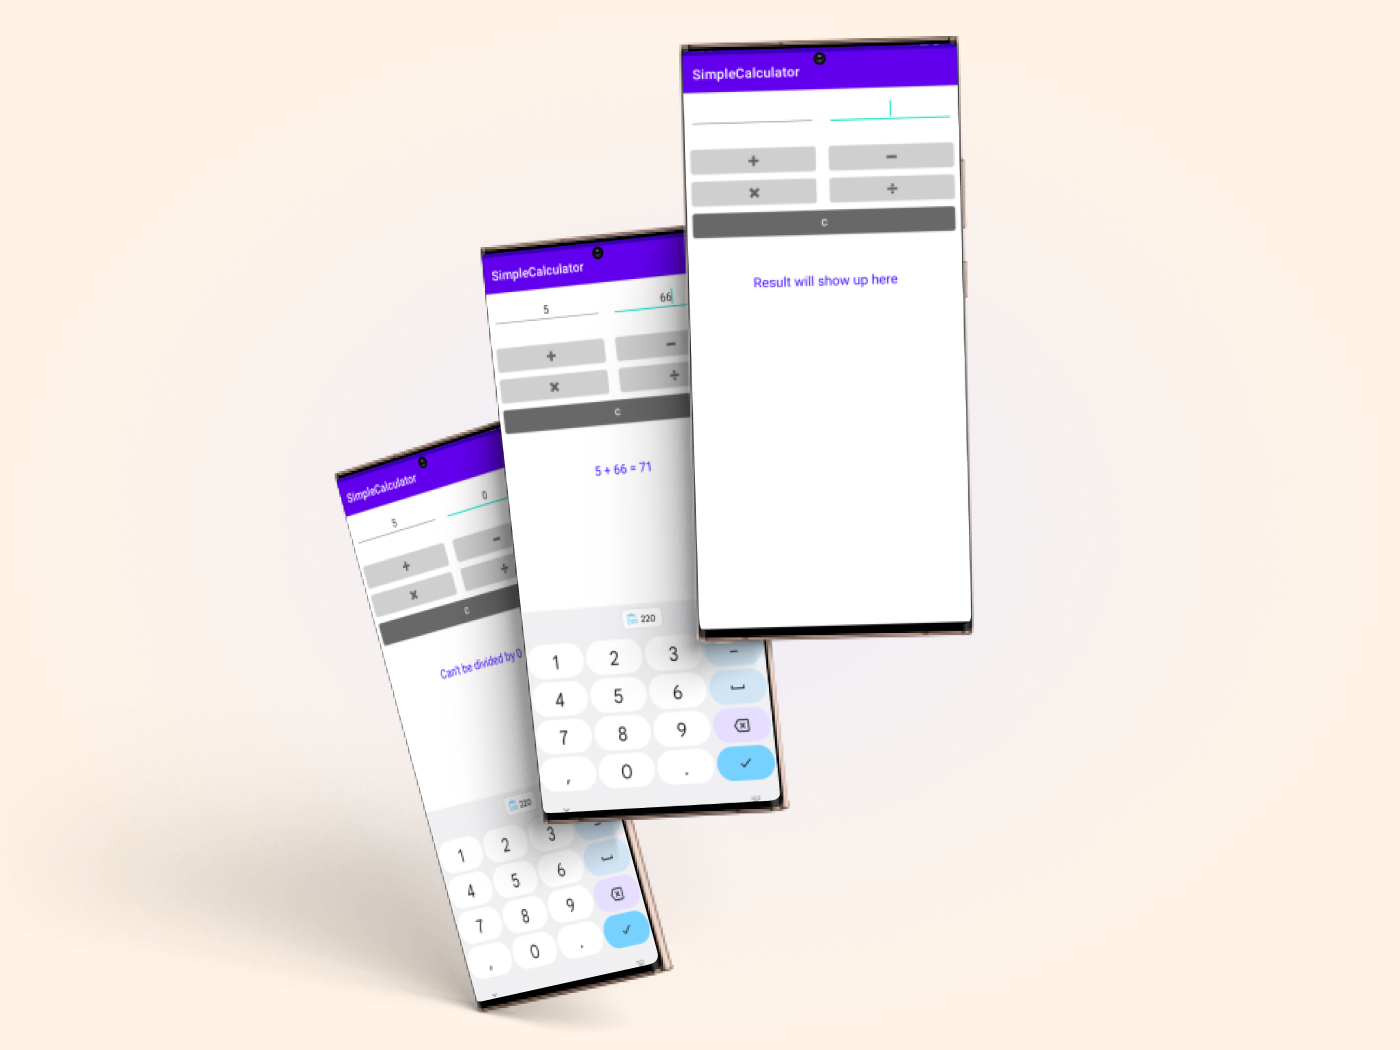 SimpleCalculator
+ −
× ÷
C
Result will show up here
SimpleCalculator
5 66
+ −
× ÷
C
5 + 66 = 71
220
1 2 3 −
4 5 6
7 8 9
, 0 .
SimpleCalculator
5 0
+ −
× ÷
C
Can't be divided by 0
220
1 2 3
4 5 6
7 8 9
, 0 .